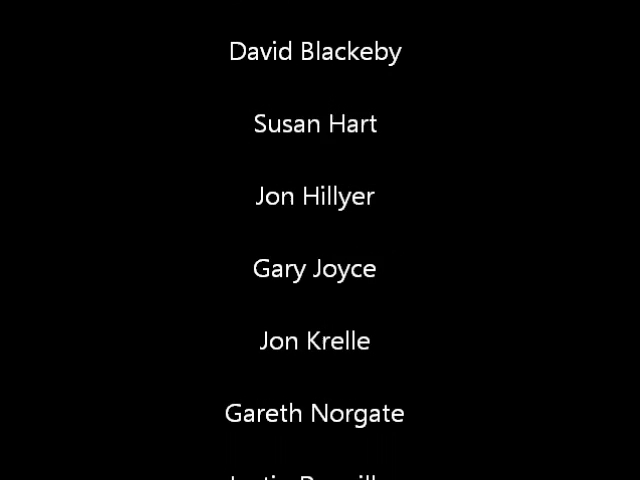 David Blackeby
Susan Hart
Jon Hillyer
Gary Joyce
Jon Krelle
Gareth Norgate